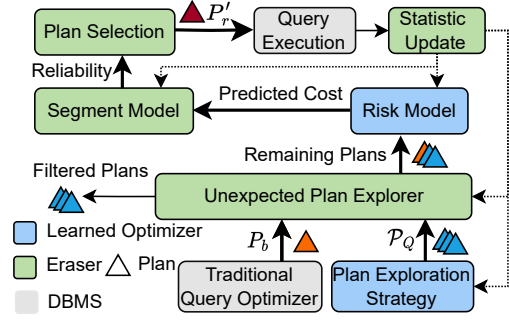 Plan Selection
P′r
Query
Execution
Statistic
Update
Reliability
Segment Model
Predicted Cost
Risk Model
Remaining Plans
Filtered Plans
Unexpected Plan Explorer
Learned Optimizer
Eraser
Plan
DBMS
Pb
𝒫Q
Traditional
Query Optimizer
Plan Exploration
Strategy